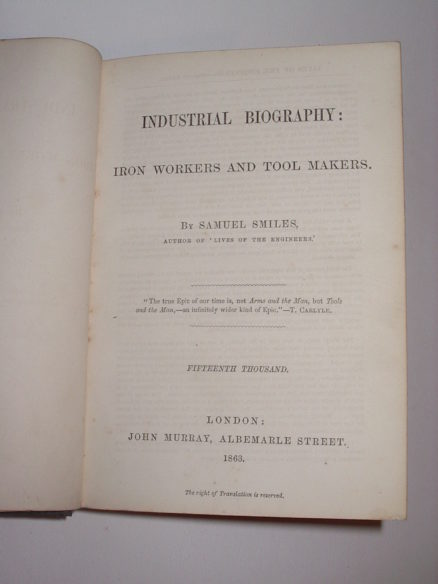 INDUSTRIAL BIOGRAPHY:
IRON WORKERS AND TOOL MAKERS.
By SAMUEL SMILES,
AUTHOR OF 'LIVES OF THE ENGINEERS.'
"The true Epic of our time is, not Arms and the Man, but Tools
and the Man,—an infinitely wider kind of Epic."—T. CARLYLE.
FIFTEENTH THOUSAND.
LONDON:
JOHN MURRAY, ALBEMARLE STREET.
1863.
The right of Translation is reserved.